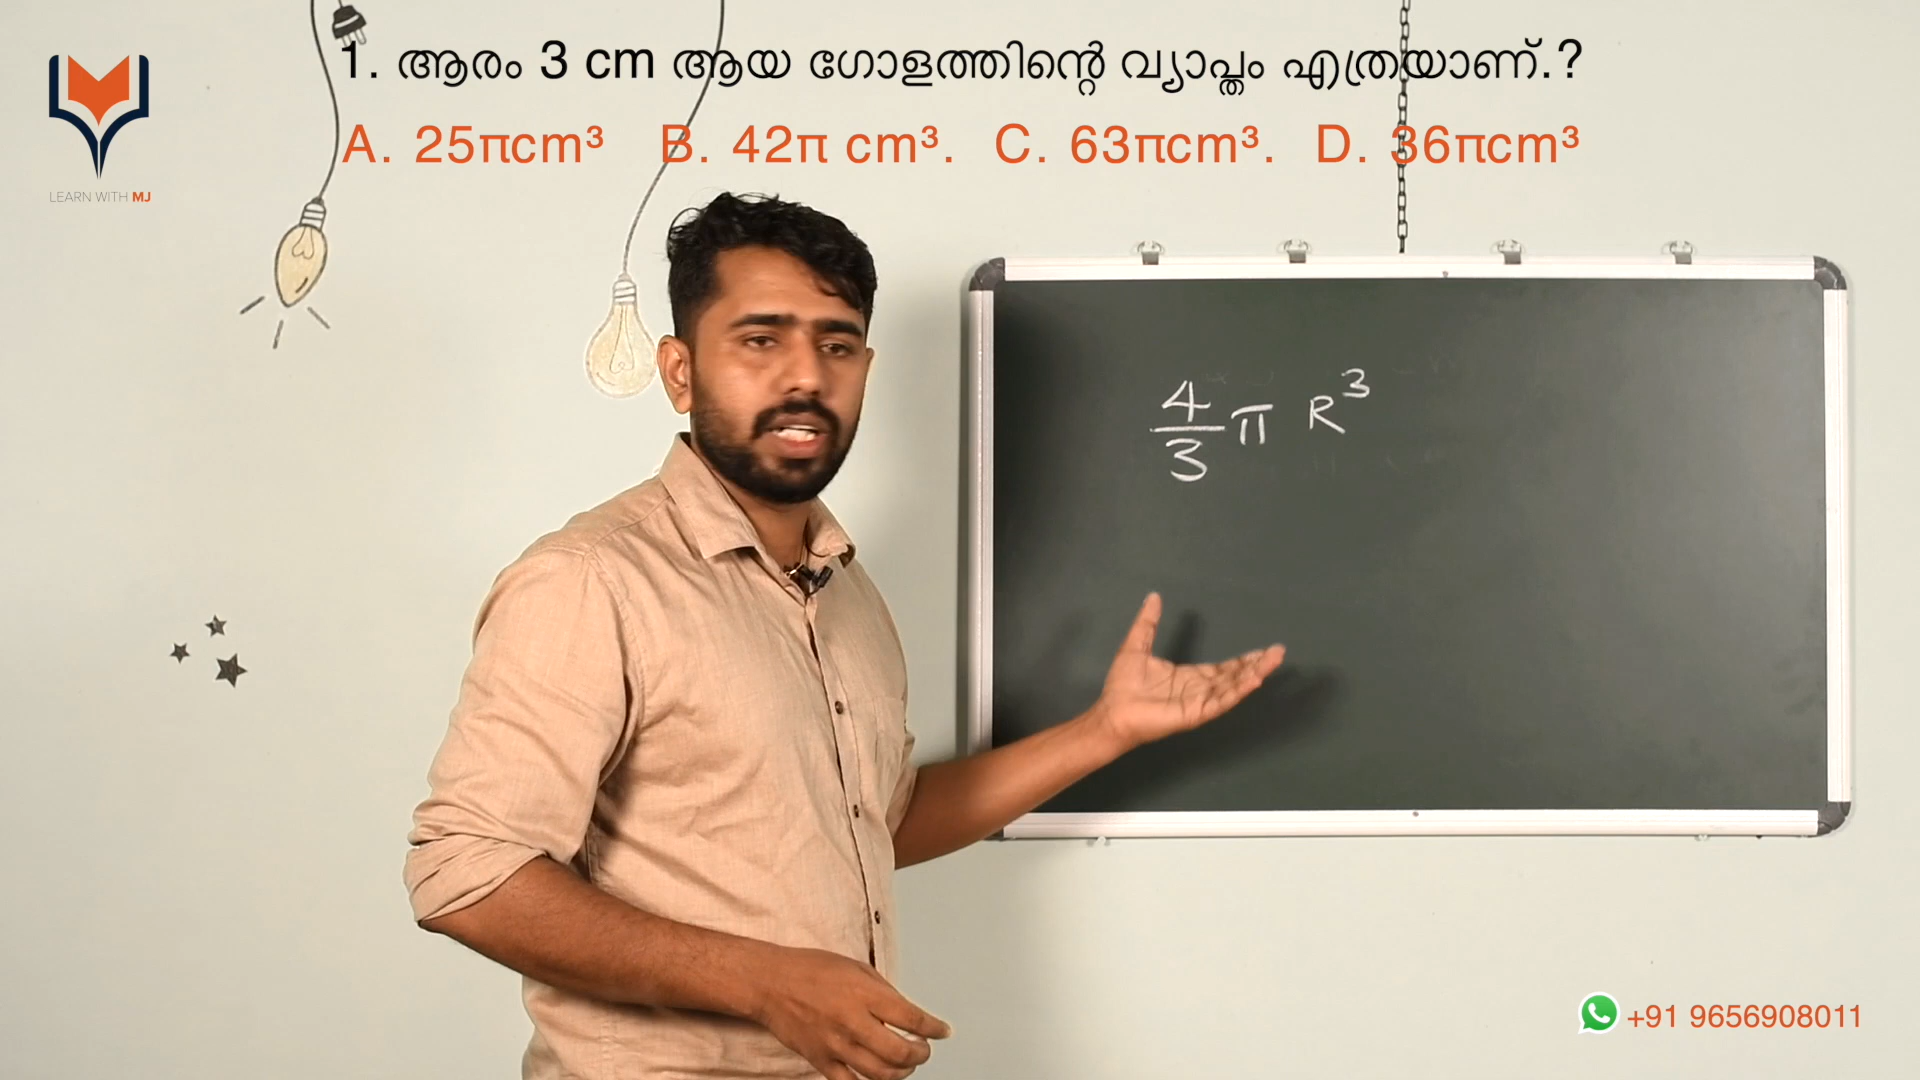 1. ആരം 3 cm ആയ ഗോളത്തിന്റെ വ്യാപ്തം എത്രയാണ്.?
A. 25πcm³ B. 42π cm³. C. 63πcm³. D. 36πcm³
LEARN WITH MJ
4/3 π R³
+91 9656908011